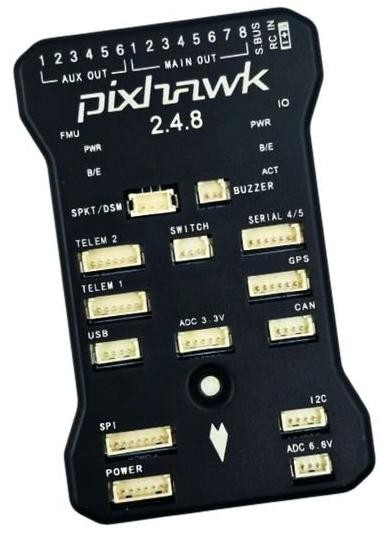 1 2 3 4 5 6 1 2 3 4 5 6 7 8 S.BUS RC IN
AUX OUT MAIN OUT
pixhawk
2.4.8
FMU IO
PWR PWR
B/E B/E
ACT
SPKT/DSM BUZZER
TELEM 2 SWITCH SERIAL 4/5
GPS
TELEM 1
CAN
USB ADC 3.3V
I2C
SPI
ADC 6.6V
POWER